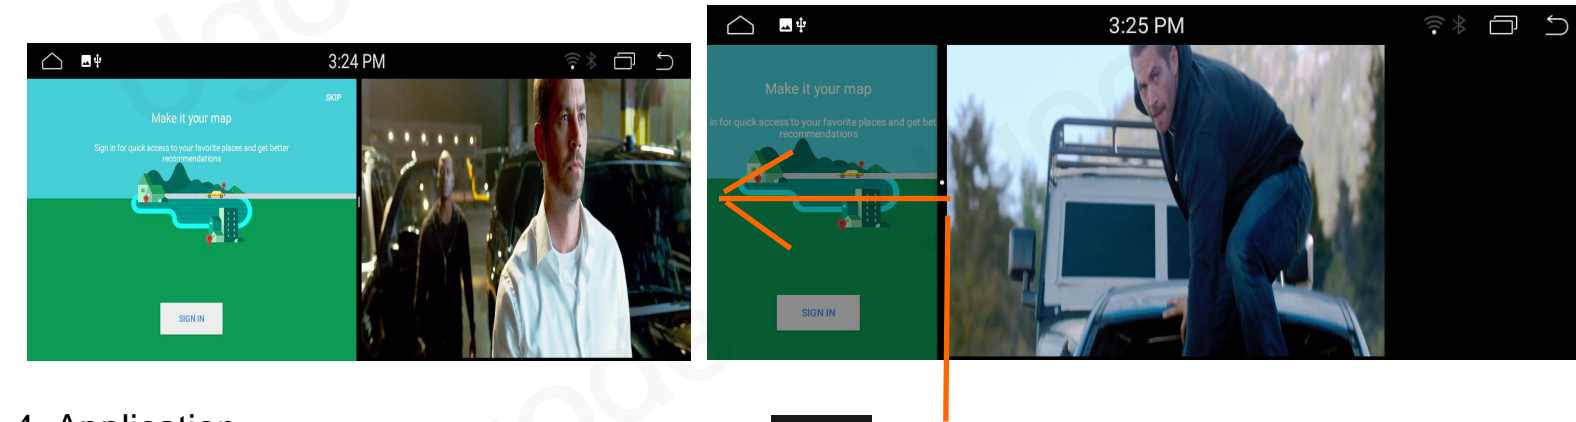 3:24 PM
SKIP
Make it your map
Sign in for quick access to your favorite places and get better
recommendations
SIGN IN
3:25 PM
Make it your map
in for quick access to your favorite places and get bet
recommendations
SIGN IN
4 Application